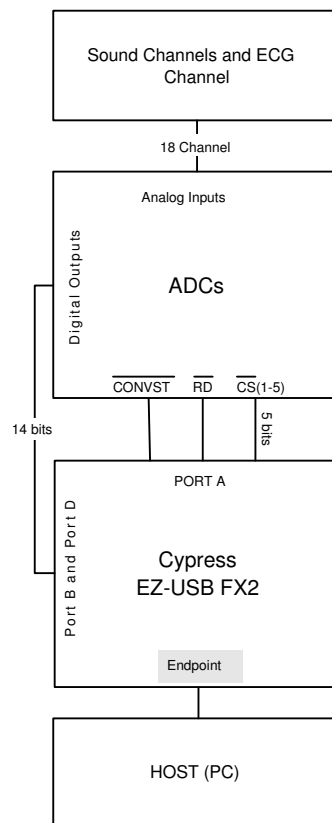 Sound Channels and ECG
Channel
18 Channel
Analog Inputs
Digital Outputs
ADCs
CONVST RD CS(1-5)
14 bits
5 bits
PORT A
Port B and Port D
Cypress
EZ-USB FX2
Endpoint
HOST (PC)